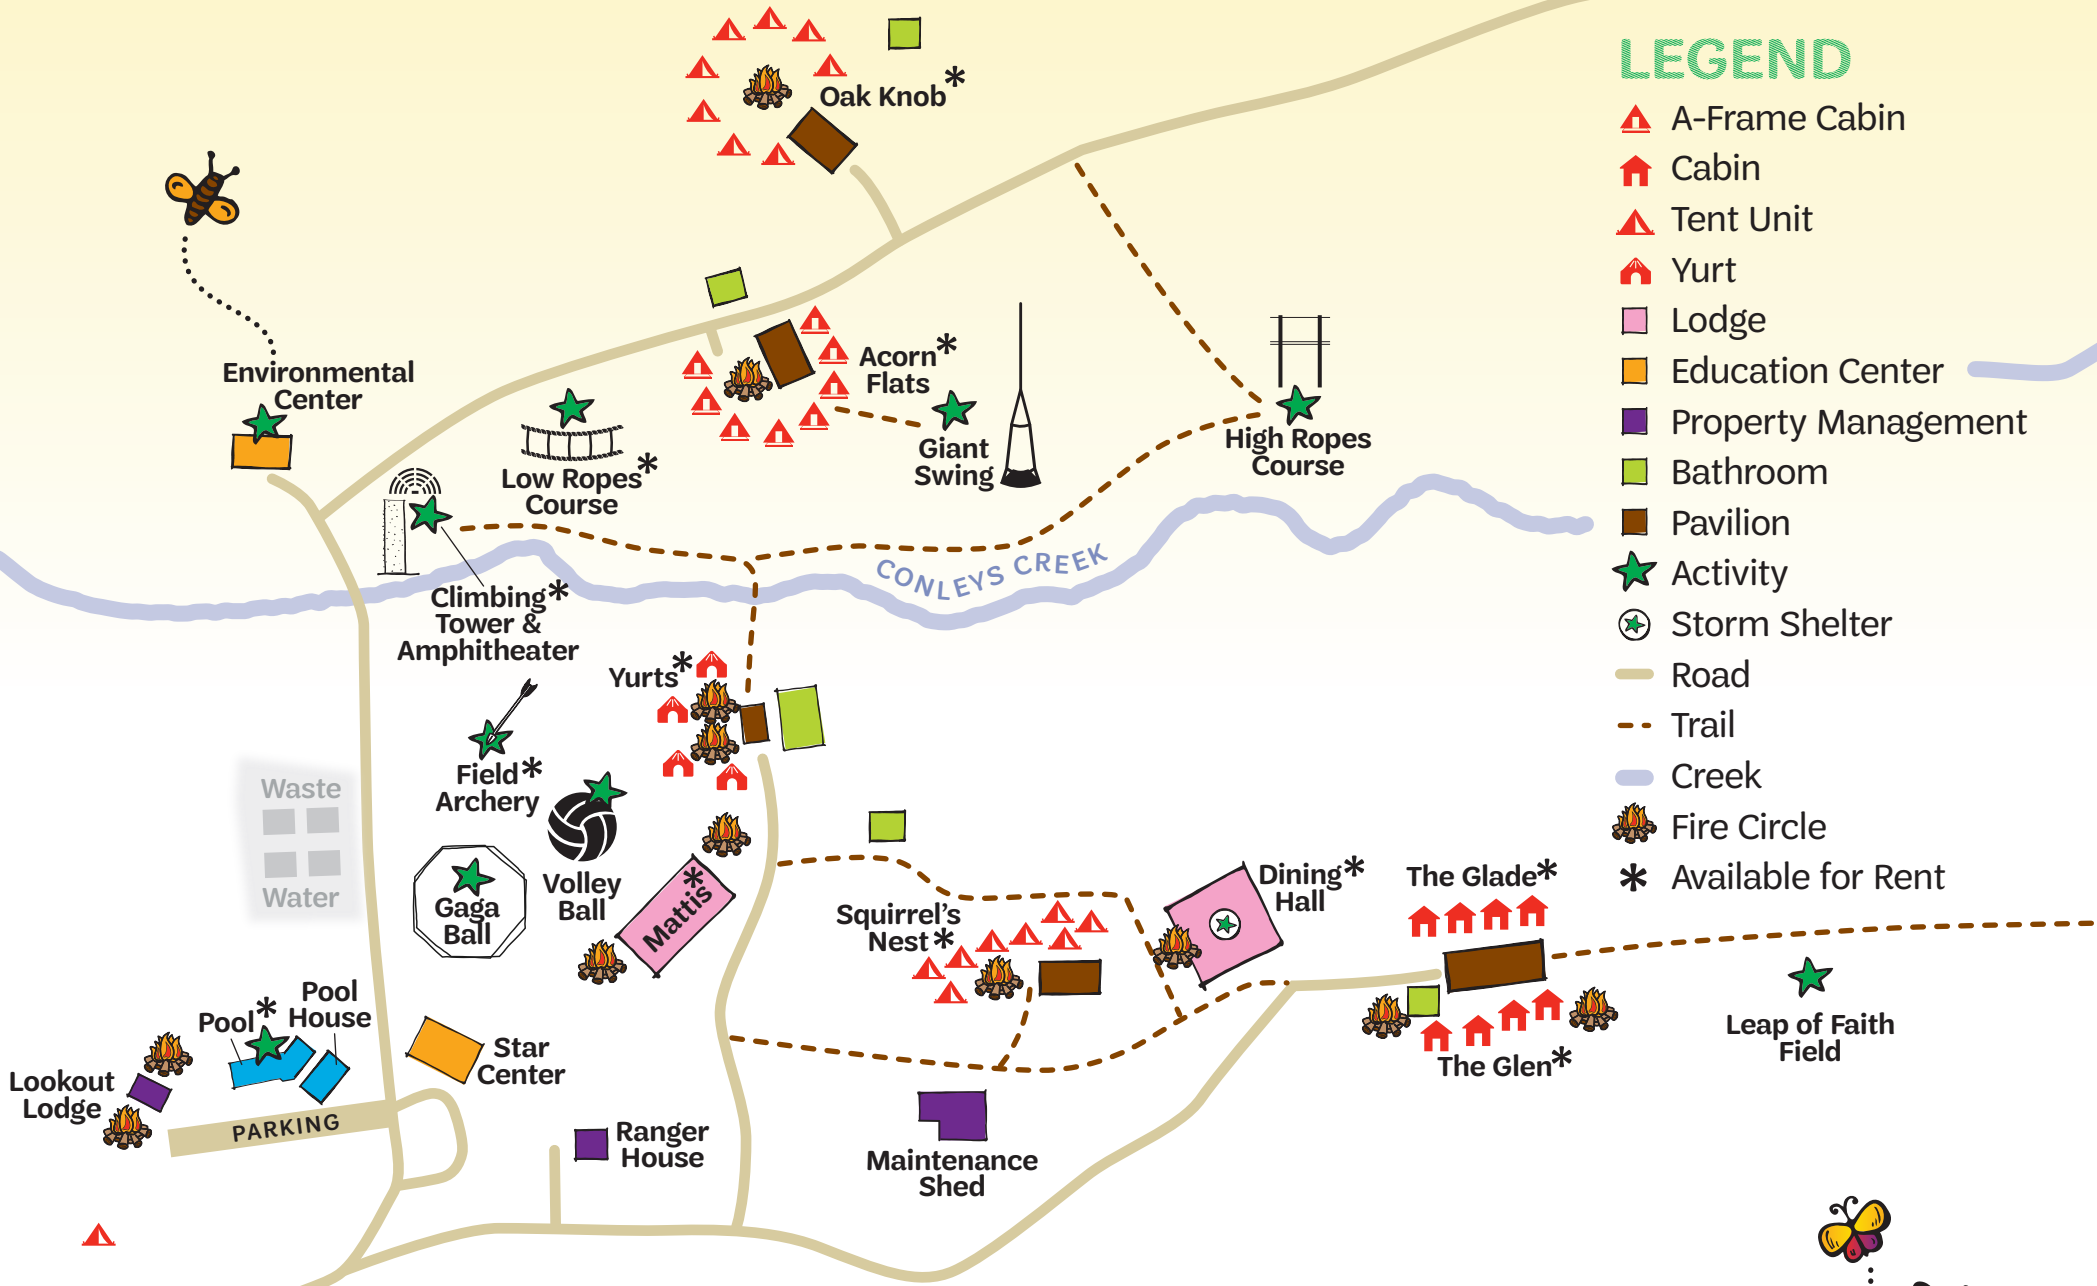 Oak Knob*
LEGEND
A-Frame Cabin
Cabin
Tent Unit
Yurt
Lodge
Education Center
Property Management
Bathroom
Pavilion
Activity
Storm Shelter
Road
Trail
Creek
Fire Circle
* Available for Rent
Environmental
Center
Acorn*
Flats
Low Ropes*
Course
Giant
Swing
High Ropes
Course
CONLEYS CREEK
Climbing*
Tower &
Amphitheater
Yurts*
Field*
Archery
Waste
Water
Volley
Ball
Gaga
Ball
Mattis*
Squirrel's
Nest*
Dining*
Hall
The Glade*
The Glen*
Leap of Faith
Field
Pool*
Pool
House
Lookout
Lodge
PARKING
Star
Center
Ranger
House
Maintenance
Shed